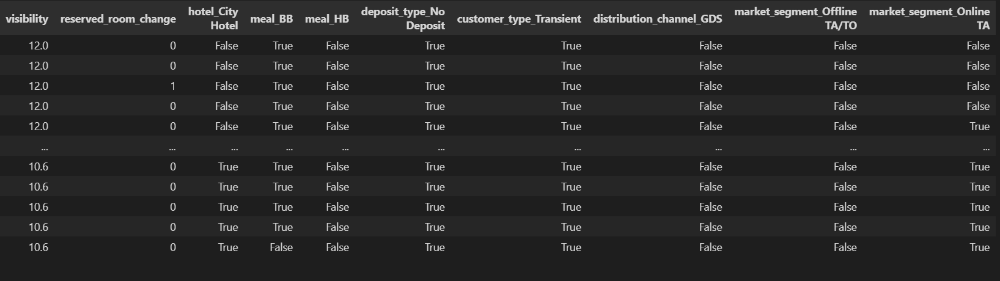 visibility reserved_room_change hotel_City Hotel meal_BB meal_HB deposit_type_No Deposit customer_type_Transient distribution_channel_GDS market_segment_Offline TA/TO market_segment_Online TA
12.0 0 False True False True True False False False
12.0 0 False True False True True False False False
12.0 1 False True False True True False False False
12.0 0 False True False True True False False False
12.0 0 False True False True True False False True
... ... ... ... ... ... ... ... ... ...
10.6 0 True True False True True False False True
10.6 0 True True False True True False False True
10.6 0 True True False True True False False True
10.6 0 True True False True True False False True
10.6 0 True False False True True False False True